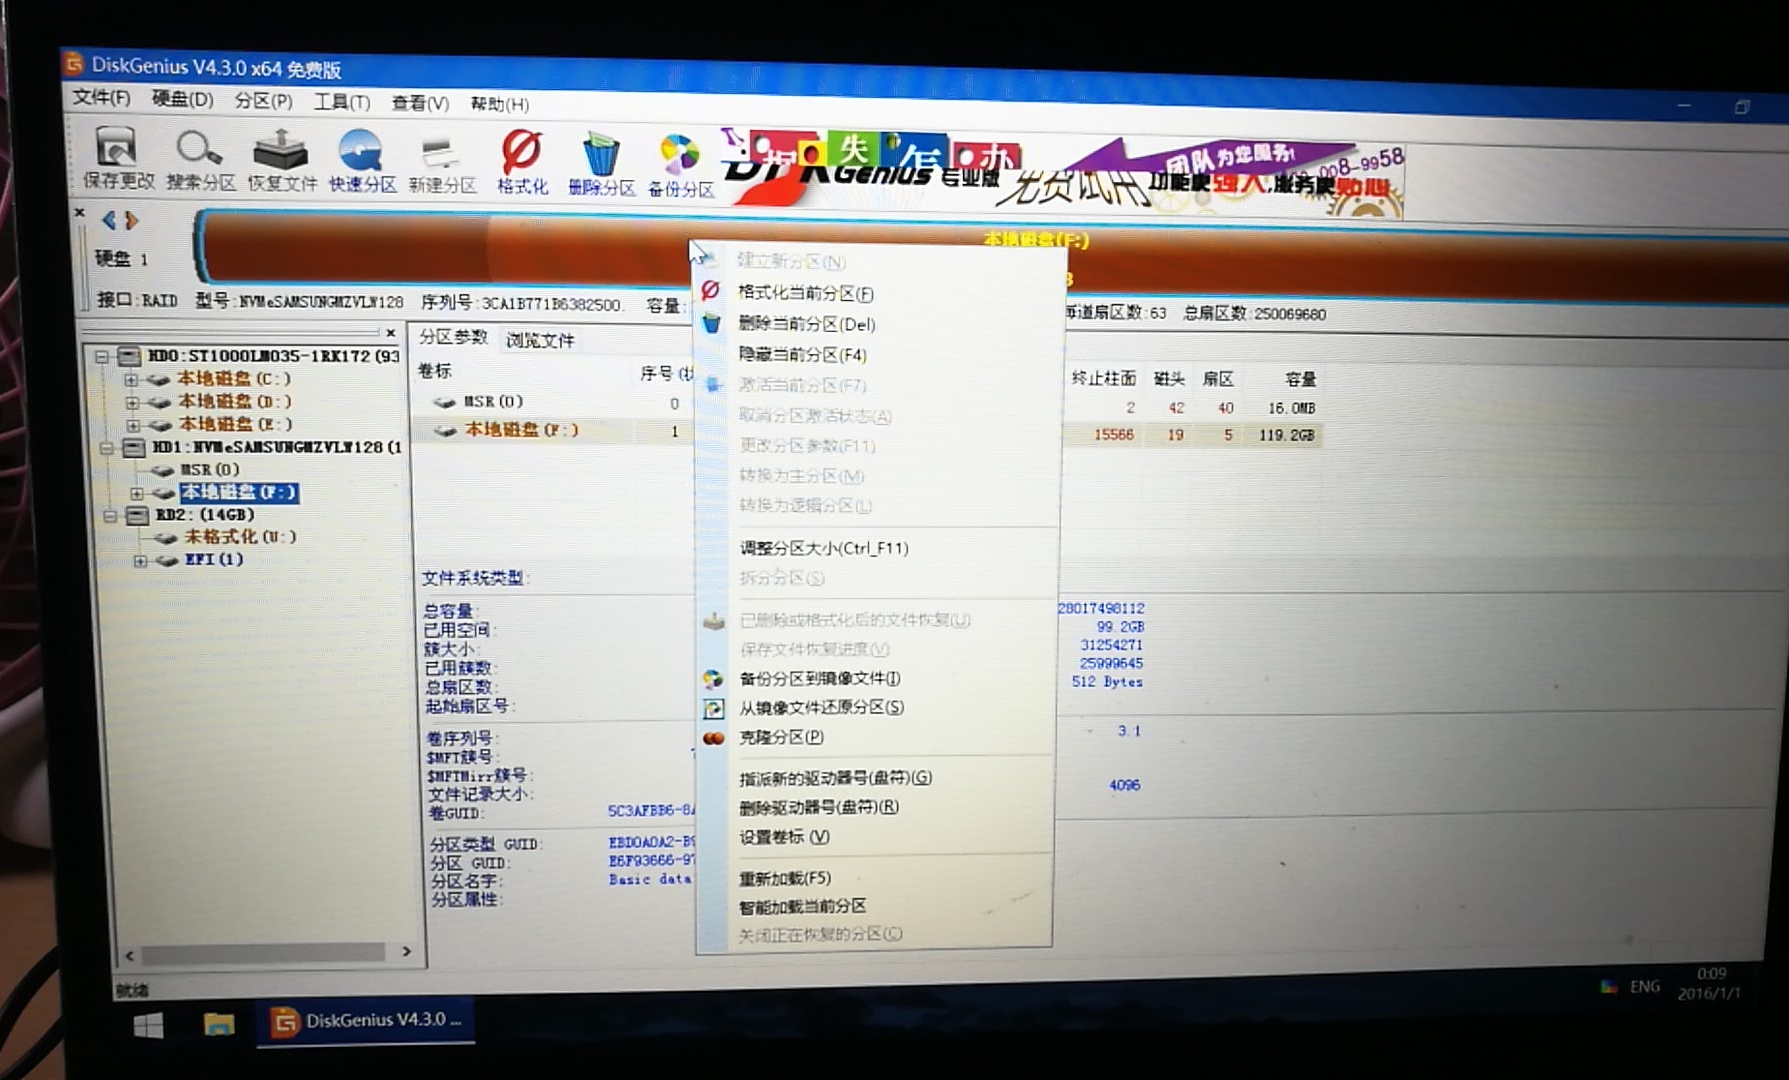 DiskGenius V4.3.0 x64 免费版
文件(F) 硬盘(D) 分区(P) 工具(T) 查看(V) 帮助(H)
保存更改 搜索分区 恢复文件 快速分区 新建分区 格式化 删除分区 备份分区
失 怎 办
Genius 专业版 免费试用
团队为您服务!
008-9958
功能更强大,服务更贴心
硬盘 1
本地磁盘(F:)
接口:RAID 型号:NVMeSAMSUNGMZVLW128 序列号:3CA1B771B6382500. 容量:
每道扇区数:63 总扇区数:250069680
HD0:ST1000LM035-1RK172(93
本地磁盘(C:)
本地磁盘(D:)
本地磁盘(E:)
HD1:NVMeSAMSUNGMZVLW128(1
MSR(0)
本地磁盘(F:)
RD2:(14GB)
未格式化(U:)
EFI(1)
分区参数 浏览文件
卷标 序号(状
终止柱面 磁头 扇区 容量
MSR(0) 0
2 42 40 16.0MB
本地磁盘(F:) 1
15566 19 5 119.2GB
建立新分区(N)
格式化当前分区(F)
删除当前分区(Del)
隐藏当前分区(F4)
激活当前分区(F7)
取消分区激活状态(A)
更改分区参数(F11)
转换为主分区(M)
转换为逻辑分区(L)
调整分区大小(Ctrl_F11)
拆分分区(S)
已删除或格式化后的文件恢复(U)
保存文件恢复进度(V)
备份分区到镜像文件(I)
从镜像文件还原分区(S)
克隆分区(P)
指派新的驱动器号(盘符)(G)
删除驱动器号(盘符)(R)
设置卷标 (V)
重新加载(F5)
智能加载当前分区
关闭正在恢复的分区(C)
文件系统类型:
总容量:
28017498112
已用空间:
99.2GB
簇大小:
31254271
已用簇数:
25999645
总扇区数:
512 Bytes
起始扇区号:
卷序列号:
3.1
$MFT簇号:
$MFTMirr簇号:
文件记录大小:
4096
卷GUID: 5C3AFBB6-8A
分区类型 GUID: EBD0A0A2-B9
分区 GUID: E6F93666-97
分区名字: Basic data
分区属性:
就绪
DiskGenius V4.3.0 ...
ENG
0:09
2016/1/1